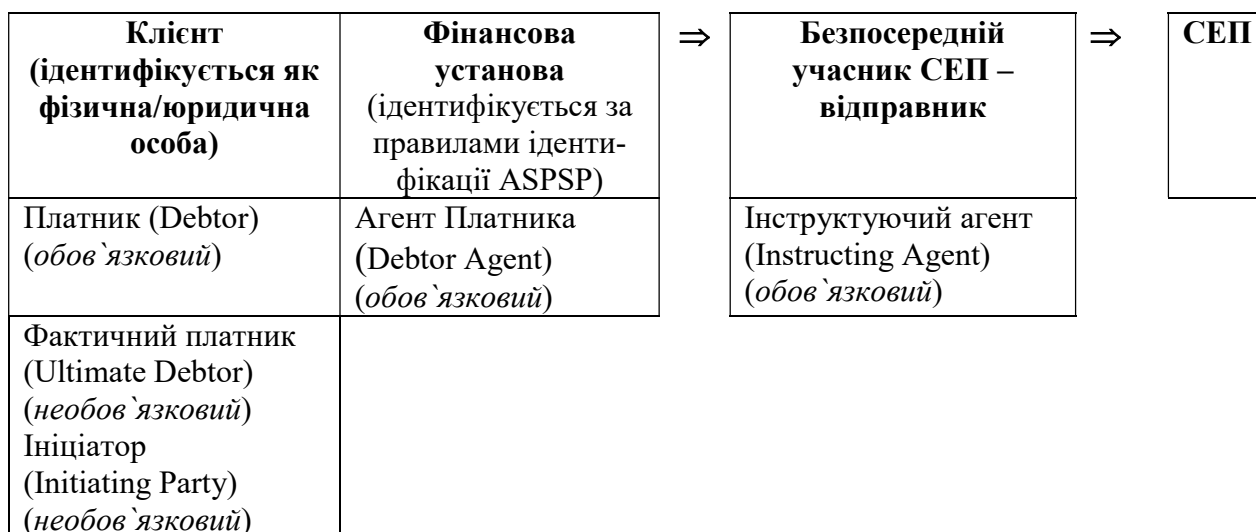 Клієнт
(ідентифікується як
фізична/юридична
особа)
Фінансова
установа
(ідентифікується за
правилами іденти-
фікації ASPSP)
⇒
Безпосередній
учасник СЕП –
відправник
⇒
СЕП
Платник (Debtor)
(обов`язковий)
Агент Платника
(Debtor Agent)
(обов`язковий)
Інструктуючий агент
(Instructing Agent)
(обов`язковий)
Фактичний платник
(Ultimate Debtor)
(необов`язковий)
Ініціатор
(Initiating Party)
(необов`язковий)